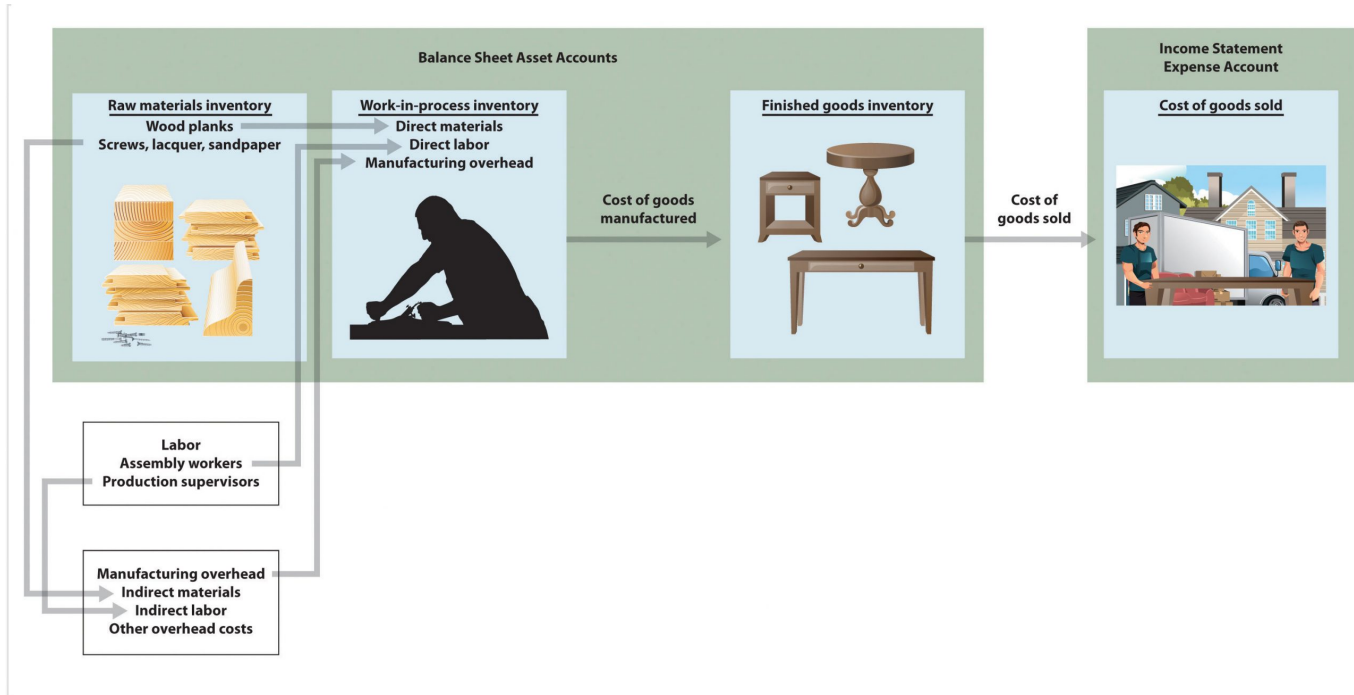 Balance Sheet Asset Accounts
Income Statement
Expense Account
Raw materials inventory
Wood planks
Screws, lacquer, sandpaper
Work-in-process inventory
Direct materials
Direct labor
Manufacturing overhead
Cost of goods
manufactured
Finished goods inventory
Cost of
goods sold
Cost of goods sold
Labor
Assembly workers
Production supervisors
Manufacturing overhead
Indirect materials
Indirect labor
Other overhead costs